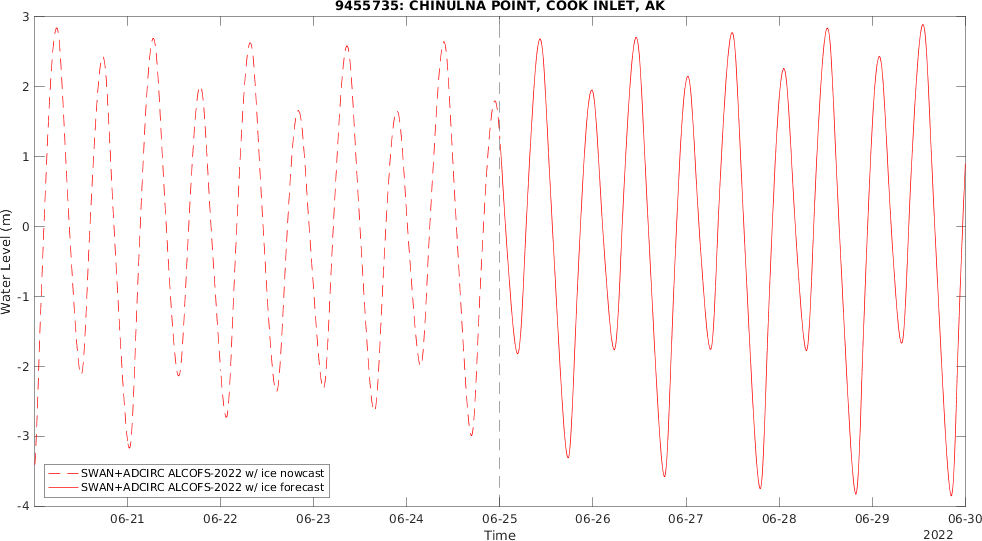 9455735: CHINULNA POINT, COOK INLET, AK
3
2
1
0
-1
-2
-3
-4
Water Level (m)
SWAN+ADCIRC ALCOFS-2022 w/ ice nowcast
SWAN+ADCIRC ALCOFS-2022 w/ ice forecast
06-21 06-22 06-23 06-24 06-25 06-26 06-27 06-28 06-29 06-30
Time
2022